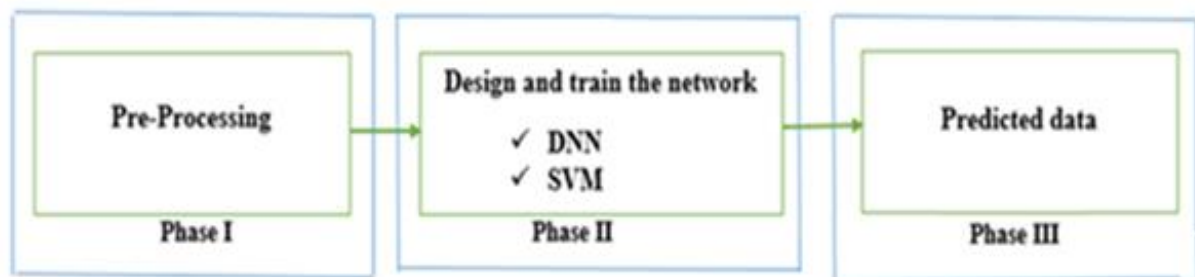 Pre-Processing
Phase I
Design and train the network
✓ DNN
✓ SVM
Phase II
Predicted data
Phase III